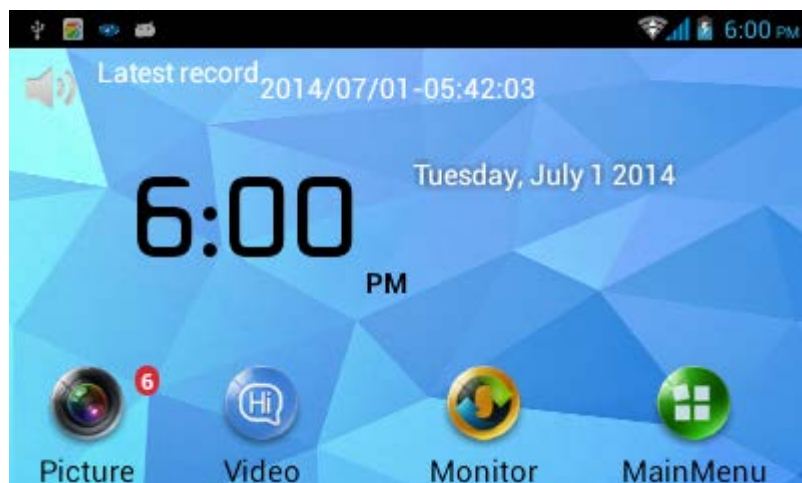 6:00 PM
Latest record 2014/07/01-05:42:03
Tuesday, July 1 2014
6:00 PM
6
Hi
Picture Video Monitor MainMenu